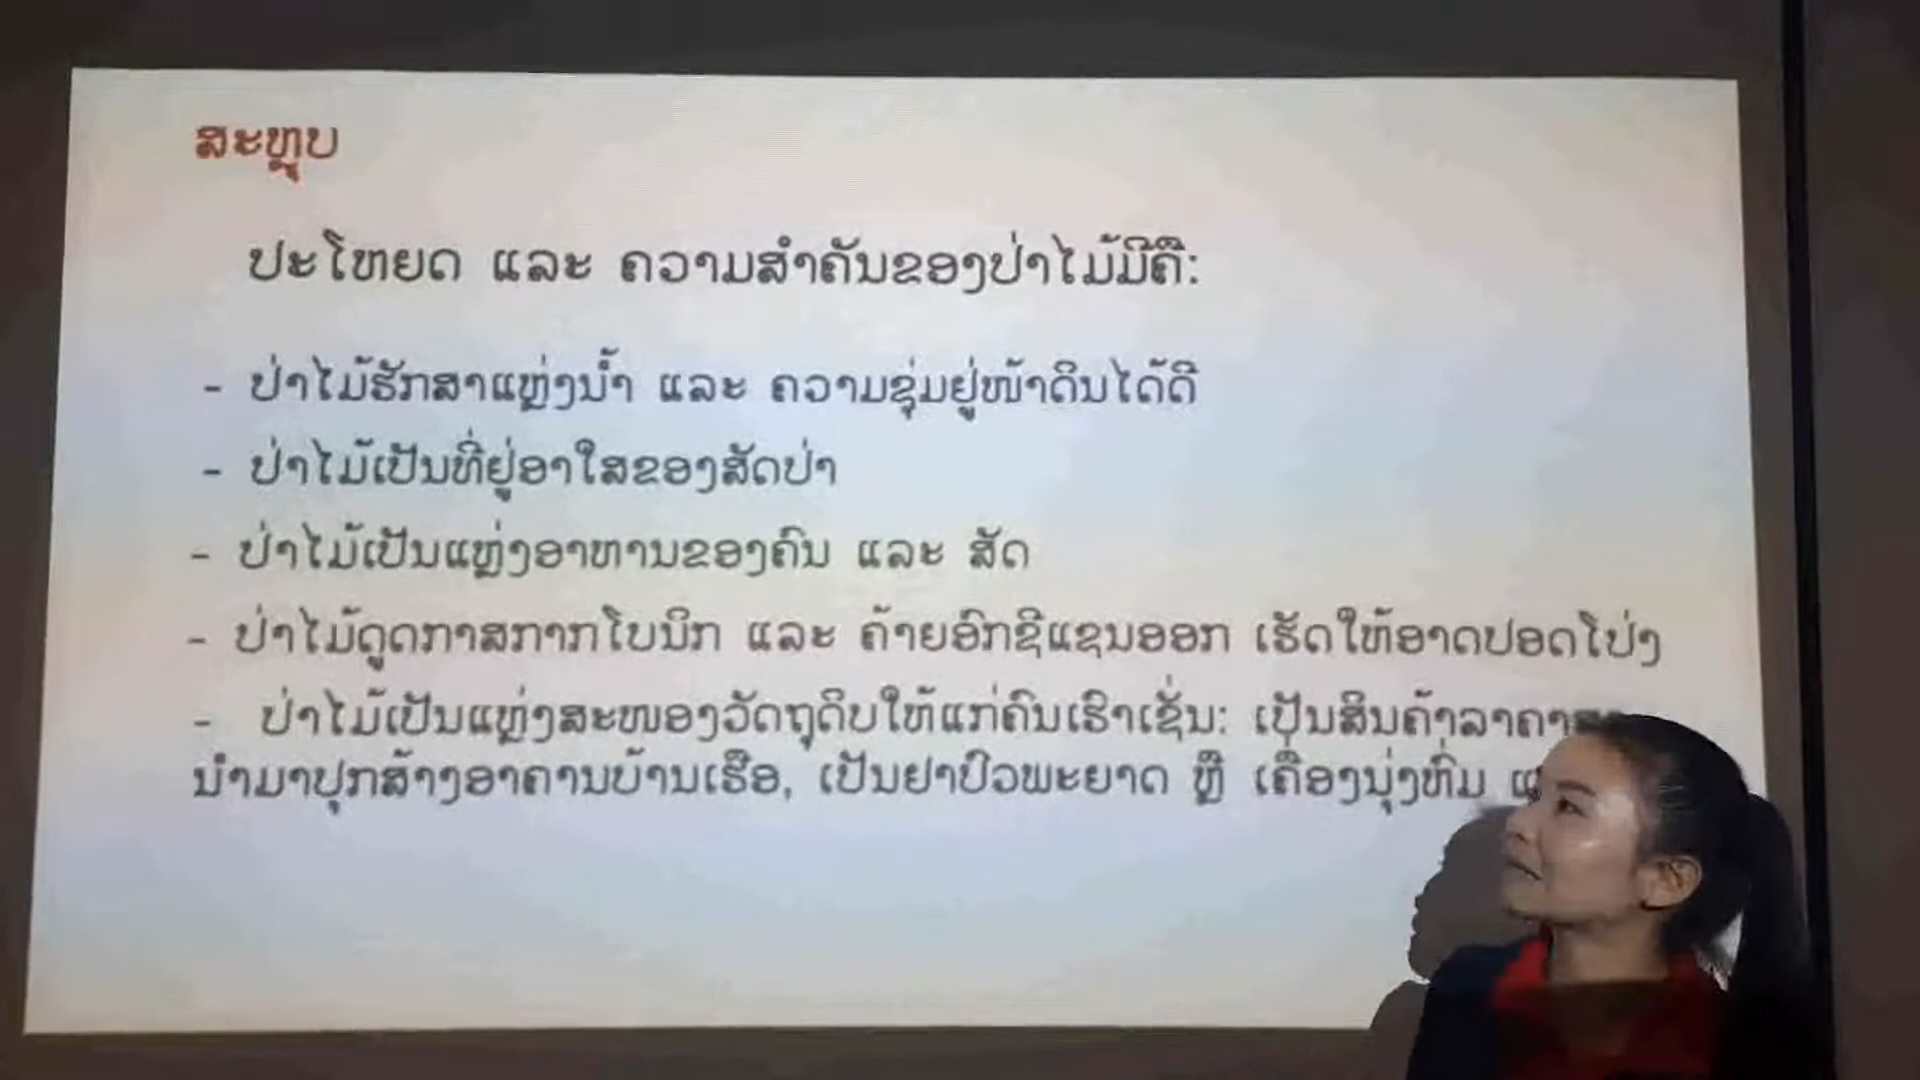 ສະຫຼຸບ
ປະໂຫຍດ ແລະ ຄວາມສຳຄັນຂອງປ່າໄມ້ມີຄື:
- ປ່າໄມ້ຮັກສາແຫຼ່ງນ້ຳ ແລະ ຄວາມຊຸ່ມຢູ່ໜ້າດິນໄດ້ດີ
- ປ່າໄມ້ເປັນທີ່ຢູ່ອາໃສຂອງສັດປ່າ
- ປ່າໄມ້ເປັນແຫຼ່ງອາຫານຂອງຄົນ ແລະ ສັດ
- ປ່າໄມ້ດູດກາສກາກໂບນິກ ແລະ ຄ້າຍອົກຊີແຊນອອກ ເຮັດໃຫ້ອາດປອດໂປ່ງ
- ປ່າໄມ້ເປັນແຫຼ່ງສະໜອງວັດຖຸດິບໃຫ້ແກ່ຄົນເຮົາເຊັ່ນ: ເປັນສິນຄ້າລາຄາ
ນຳມາປຸກສ້າງອາຄານບ້ານເຮືອ, ເປັນຢາປົວພະຍາດ ຫຼື ເຄື່ອງນຸ່ງຫົ່ມ